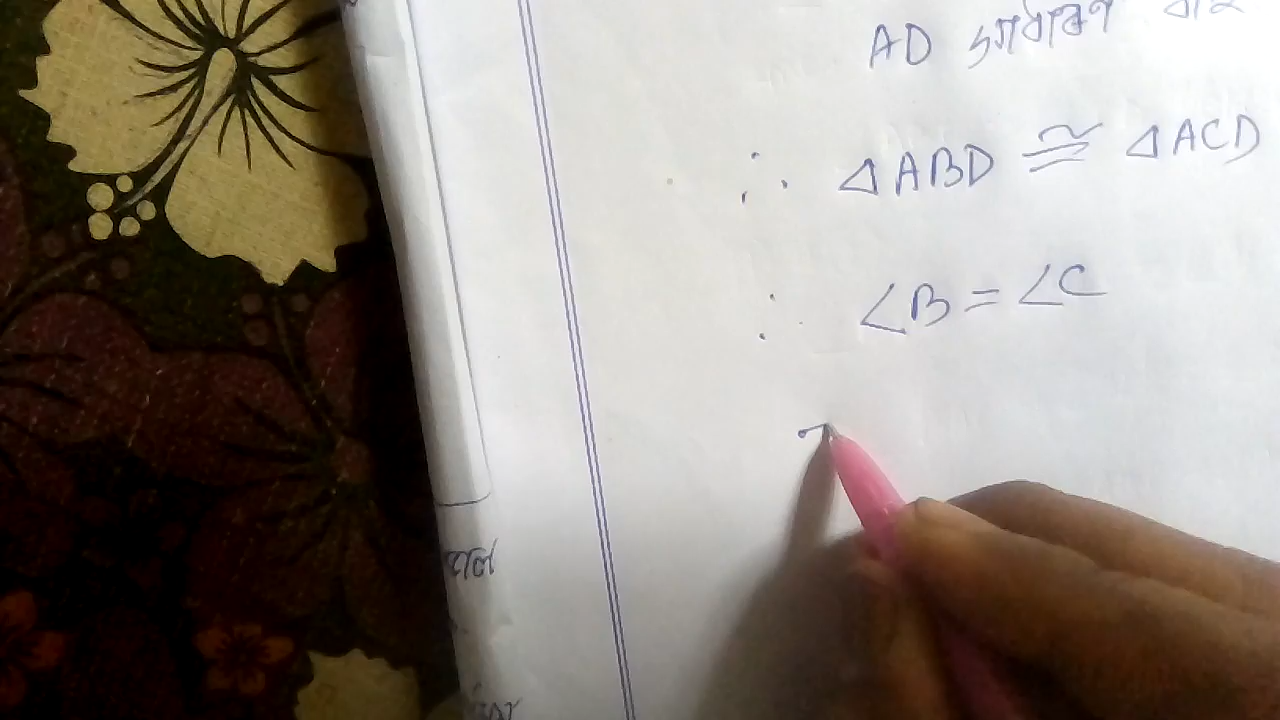 AD সাধারণ বাহু
∴ △ABD ≅ △ACD
∴ ∠B = ∠C